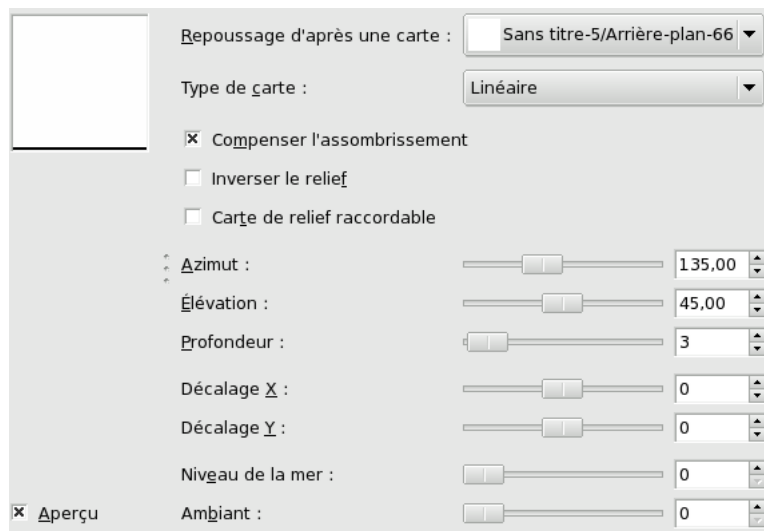 Repoussage d'après une carte : Sans titre-5/Arrière-plan-66
Type de carte : Linéaire
Compenser l'assombrissement
Inverser le relief
Carte de relief raccordable
Azimut : 135,00
Élévation : 45,00
Profondeur : 3
Décalage X : 0
Décalage Y : 0
Niveau de la mer : 0
Aperçu Ambiant : 0